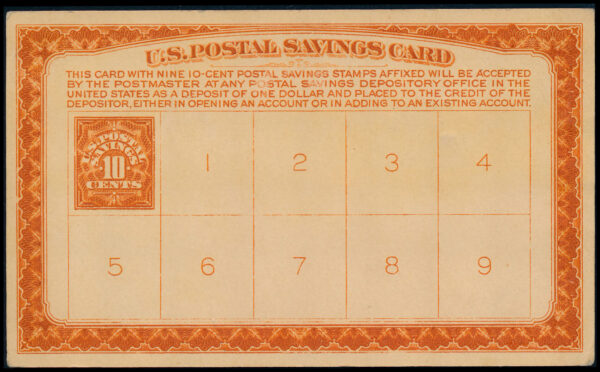 U.S. POSTAL SAVINGS CARD
THIS CARD WITH NINE 10-CENT POSTAL SAVINGS STAMPS AFFIXED WILL BE ACCEPTED
BY THE POSTMASTER AT ANY POSTAL SAVINGS DEPOSITORY OFFICE IN THE
UNITED STATES AS A DEPOSIT OF ONE DOLLAR AND PLACED TO THE CREDIT OF THE
DEPOSITOR, EITHER IN OPENING AN ACCOUNT OR IN ADDING TO AN EXISTING ACCOUNT.
U.S. POSTAL
SAVINGS
10
CENTS
1 2 3 4
5 6 7 8 9